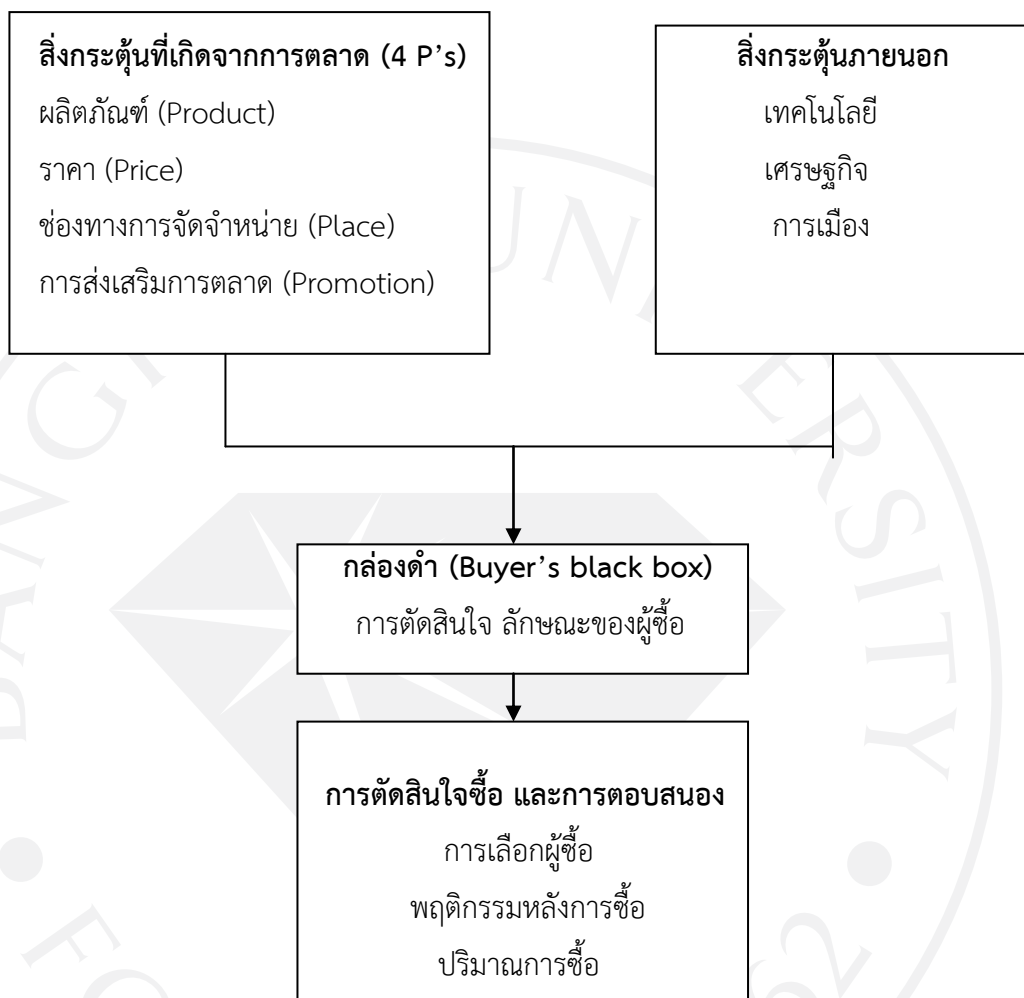 สิ่งกระตุ้นที่เกิดจากการตลาด (4 P’s)
ผลิตภัณฑ์ (Product)
ราคา (Price)
ช่องทางการจัดจำหน่าย (Place)
การส่งเสริมการตลาด (Promotion)
สิ่งกระตุ้นภายนอก
เทคโนโลยี
เศรษฐกิจ
การเมือง
กล่องดำ (Buyer’s black box)
การตัดสินใจ ลักษณะของผู้ซื้อ
การตัดสินใจซื้อ และการตอบสนอง
การเลือกผู้ซื้อ
พฤติกรรมหลังการซื้อ
ปริมาณการซื้อ